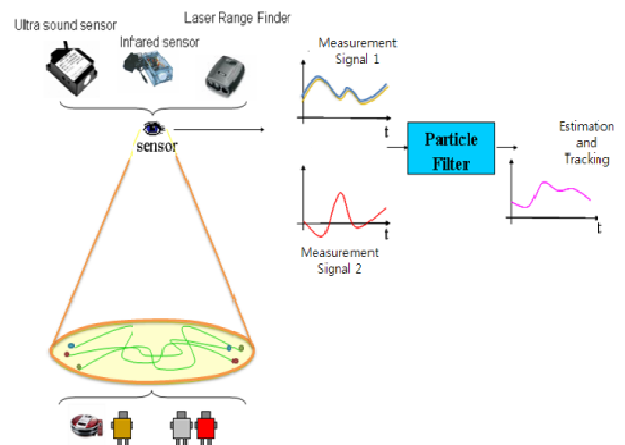 Ultra sound sensor
Infrared sensor
Laser Range Finder
sensor
Measurement
Signal 1
t
Measurement
Signal 2
t
Particle
Filter
Estimation
and
Tracking
t